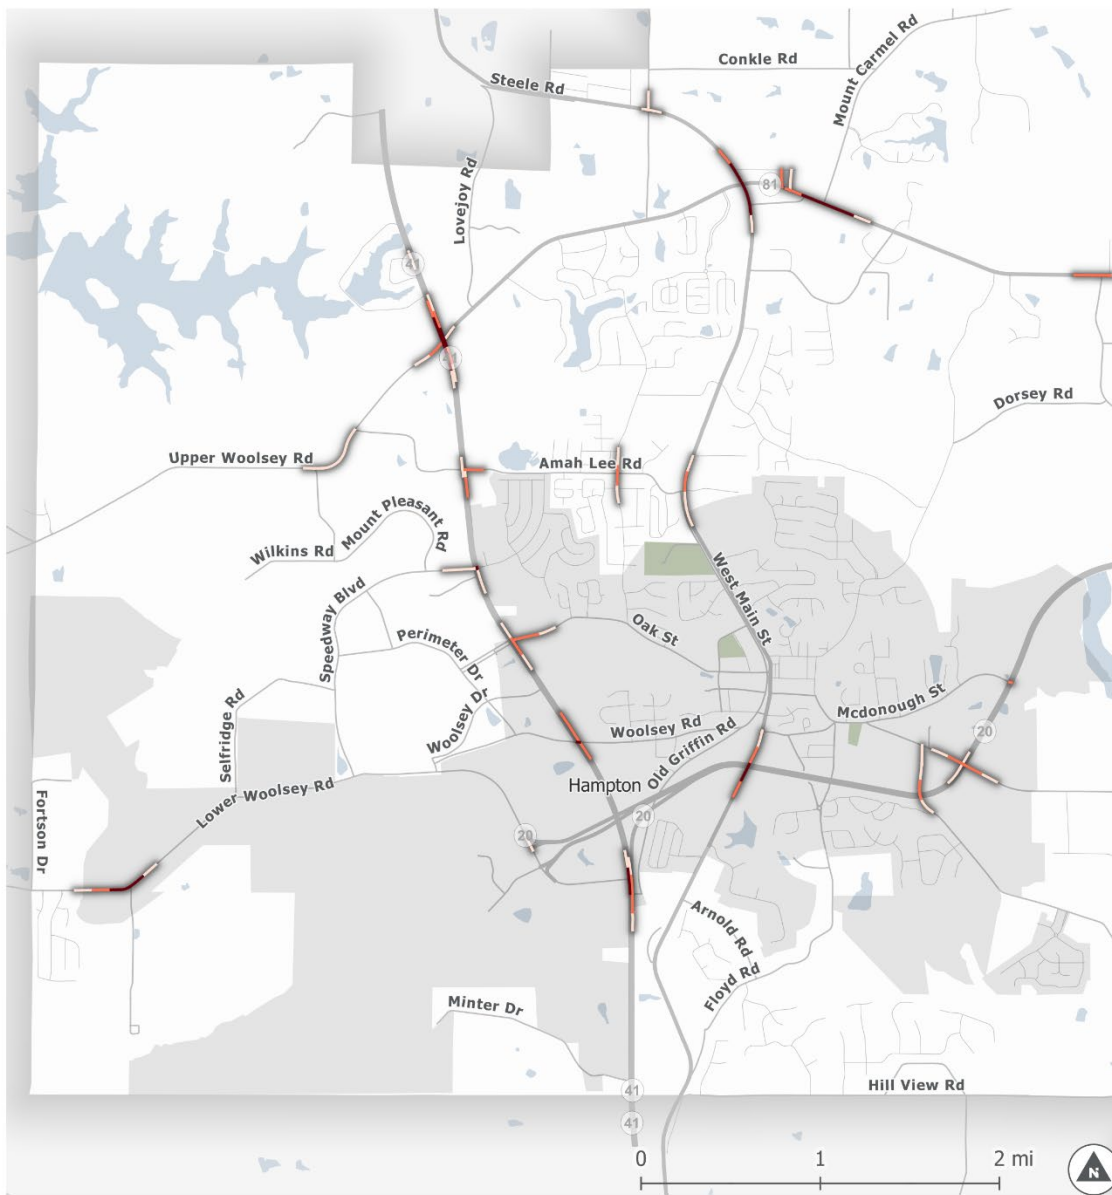 Conkle Rd
Mount Carmel Rd
Steele Rd
81
Lovejoy Rd
41
41
Dorsey Rd
Upper Woolsey Rd
Amah Lee Rd
Mount Pleasant Rd
Wilkins Rd
West Main St
Speedway Blvd
Oak St
Perimeter Dr
Mcdonough St
Selfridge Rd
Woolsey Dr
Woolsey Rd
Old Griffin Rd
20
Hampton
Lower Woolsey Rd
Fortson Dr
20
20
Arnold Rd
Floyd Rd
Minter Dr
Hill View Rd
41
41
0 1 2 mi
N